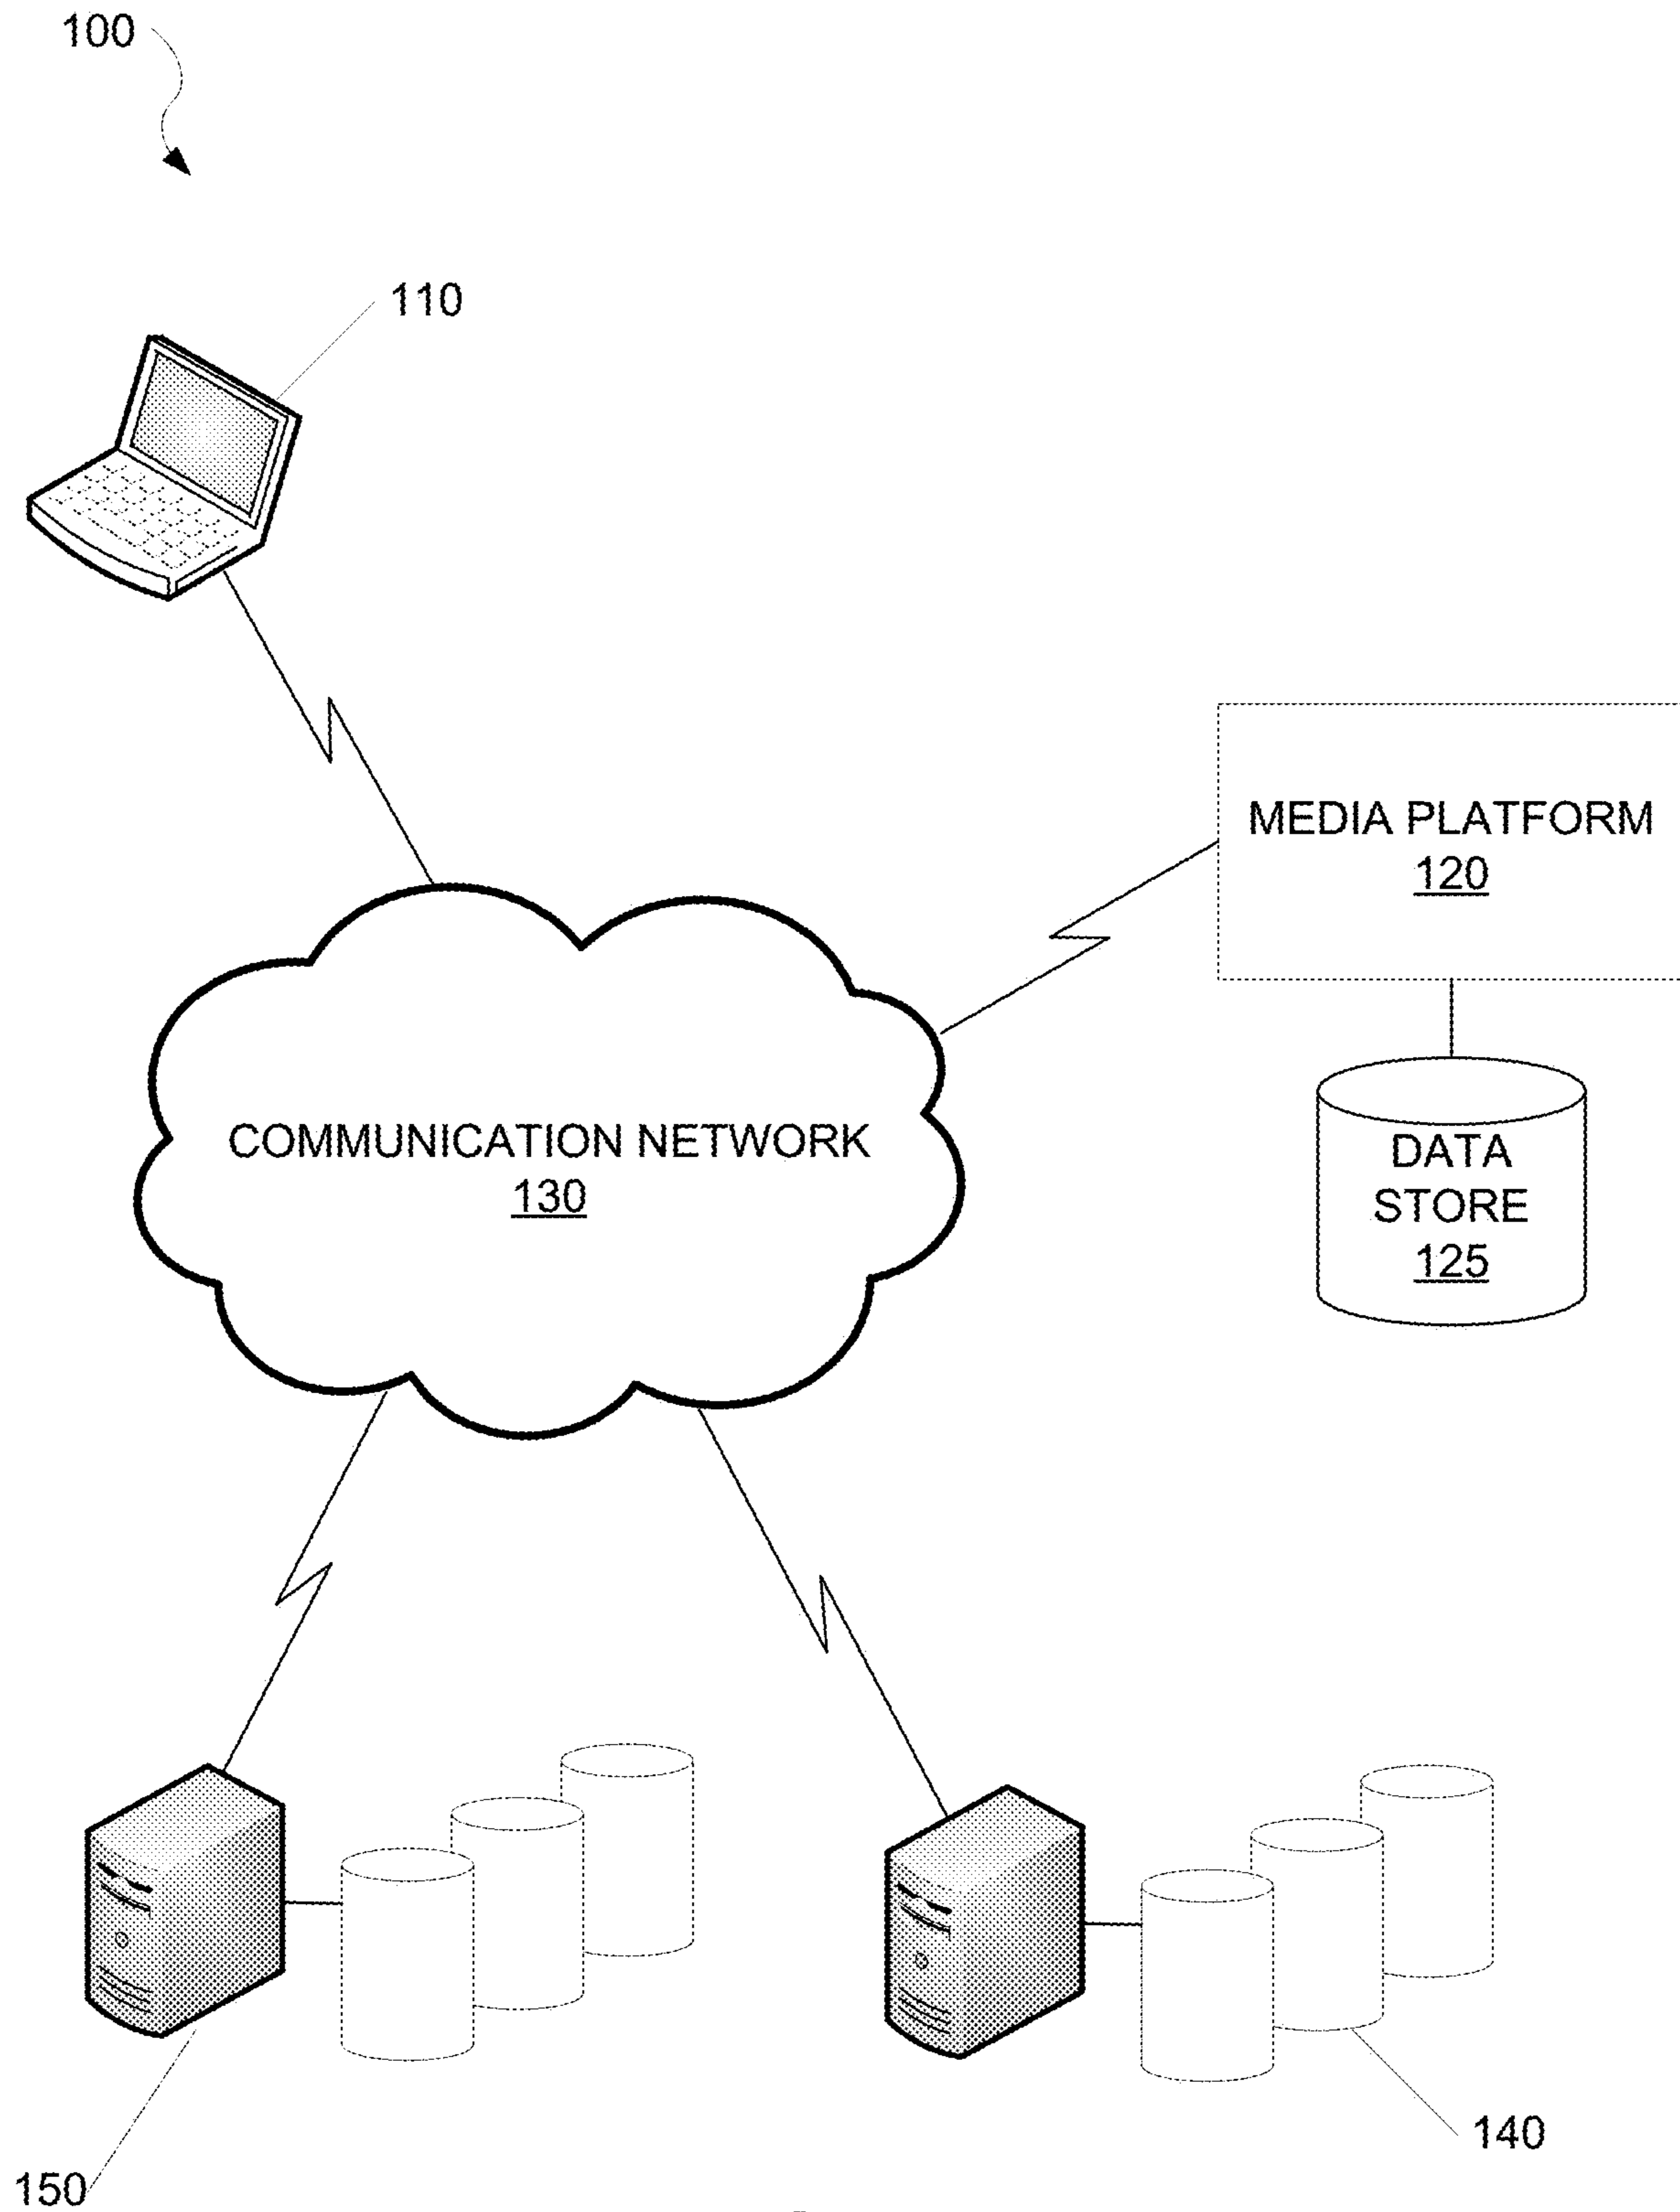 100
110
MEDIA PLATFORM
120
COMMUNICATION NETWORK
130
DATA
STORE
125
140
150